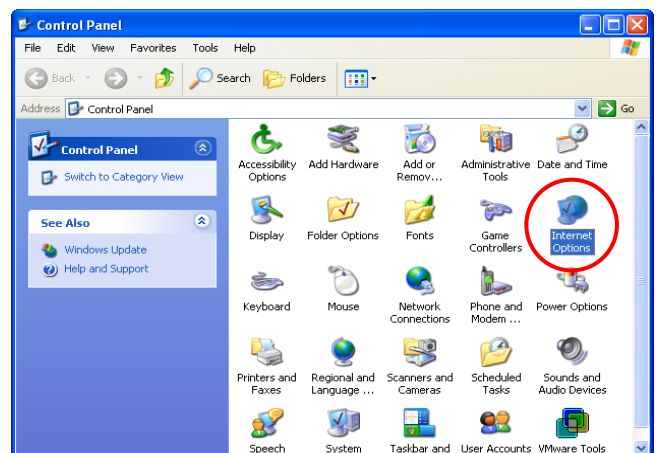 Control Panel
File Edit View Favorites Tools Help
Back Search Folders
Address Control Panel Go
Control Panel
Switch to Category View
See Also
Windows Update
Help and Support
Accessibility Options
Add Hardware
Add or Remov...
Administrative Tools
Date and Time
Display
Folder Options
Fonts
Game Controllers
Internet Options
Keyboard
Mouse
Network Connections
Phone and Modem ...
Power Options
Printers and Faxes
Regional and Language ...
Scanners and Cameras
Scheduled Tasks
Sounds and Audio Devices
Speech
System
Taskbar and
User Accounts
VMware Tools